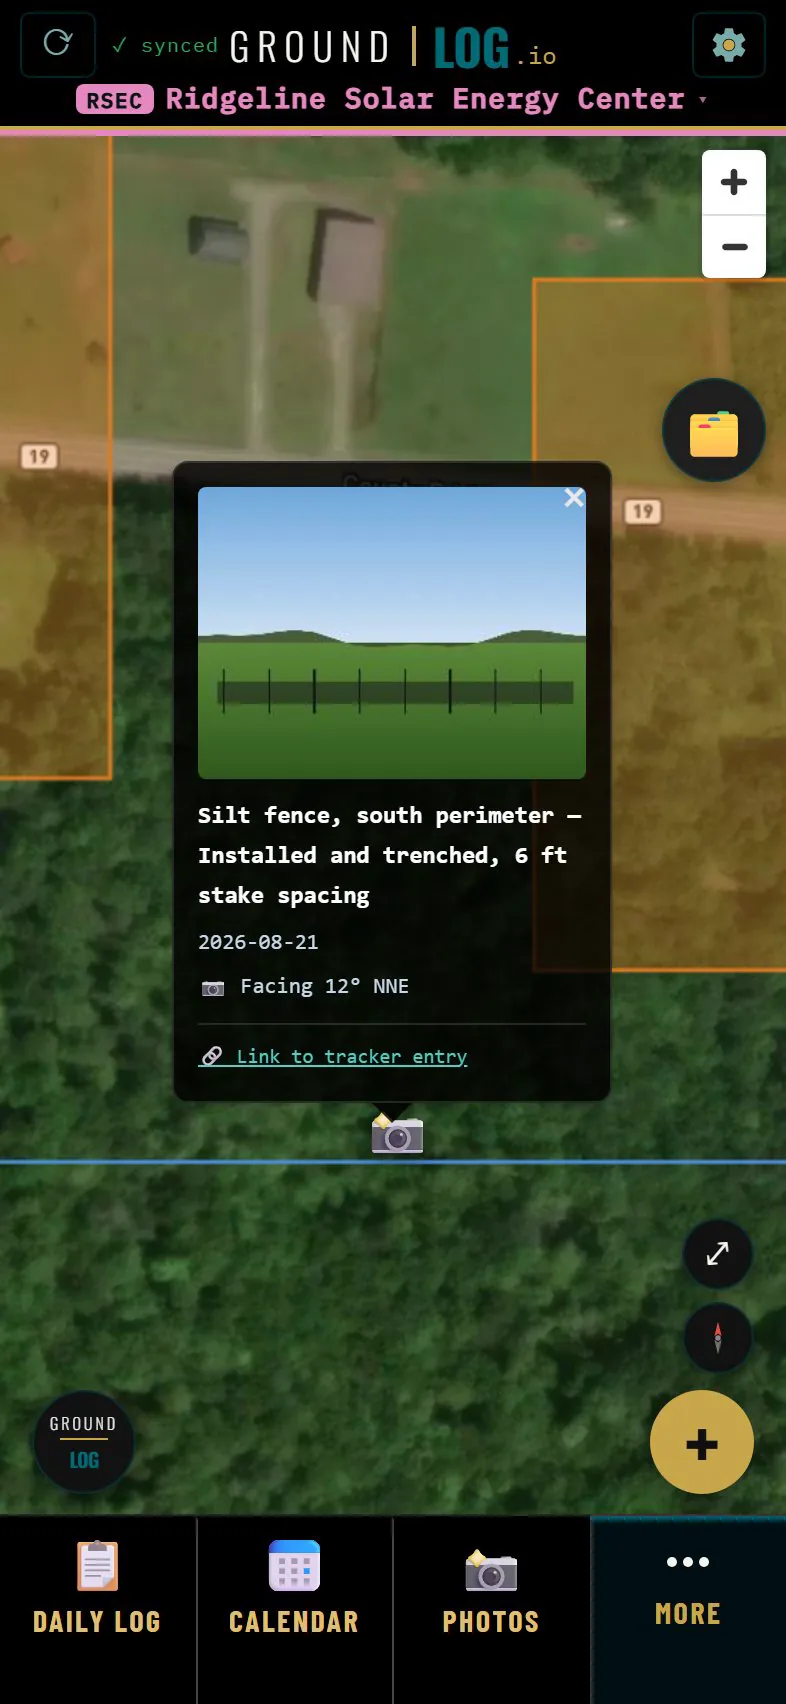 ✓ synced GROUND | LOG.io
RSEC Ridgeline Solar Energy Center ▾
+
−
19
19
×
Silt fence, south perimeter —
Installed and trenched, 6 ft
stake spacing
2026-08-21
Facing 12° NNE
Link to tracker entry
GROUND
LOG
+
DAILY LOG
CALENDAR
PHOTOS
MORE